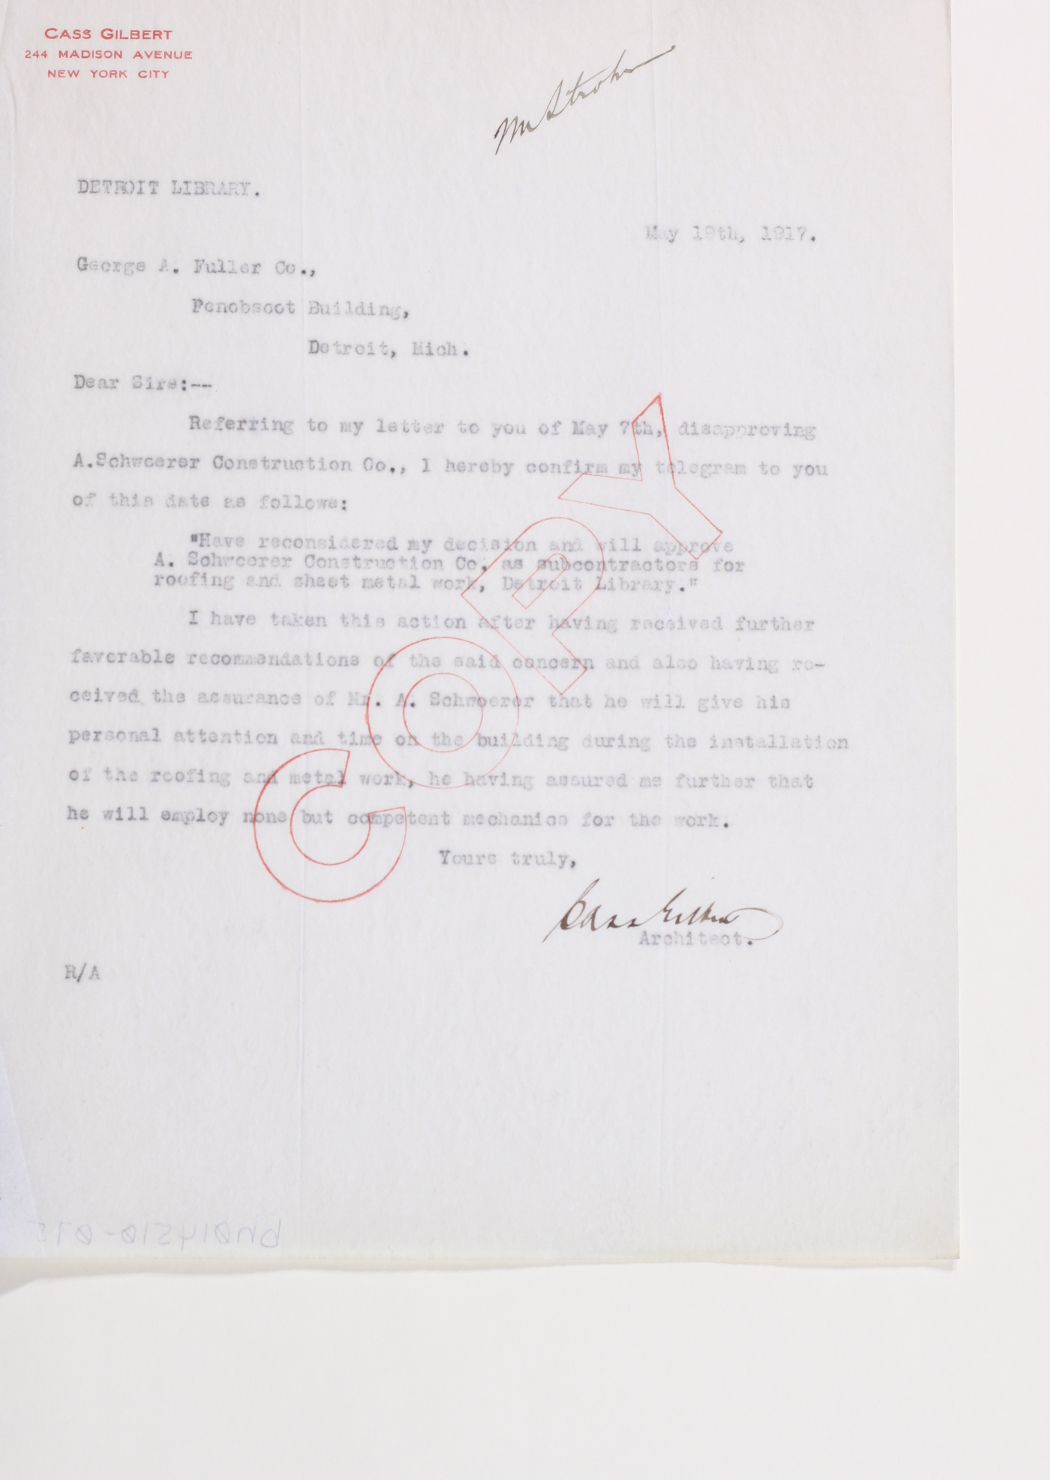 CASS GILBERT
244 MADISON AVENUE
NEW YORK CITY
Mr Strohm
DETROIT LIBRARY.
May 19th, 1917.
George A. Fuller Co.,
Penobscot Building,
Detroit, Mich.
Dear Sirs:--
Referring to my letter to you of May 7th, disapproving
A.Schwoerer Construction Co., I hereby confirm my telegram to you
of this date as follows:
"Have reconsidered my decision and will approve
A. Schwoerer Construction Co. as subcontractors for
roofing and sheet metal work, Detroit Library."
I have taken this action after having received further
favorable recommendations of the said concern and also having re-
ceived the assurance of Mr. A. Schwoerer that he will give his
personal attention and time on the building during the installation
of the roofing and metal work, he having assured me further that
he will employ none but competent mechanics for the work.
COPY
Yours truly,
Cass Gilbert
Architect.
R/A